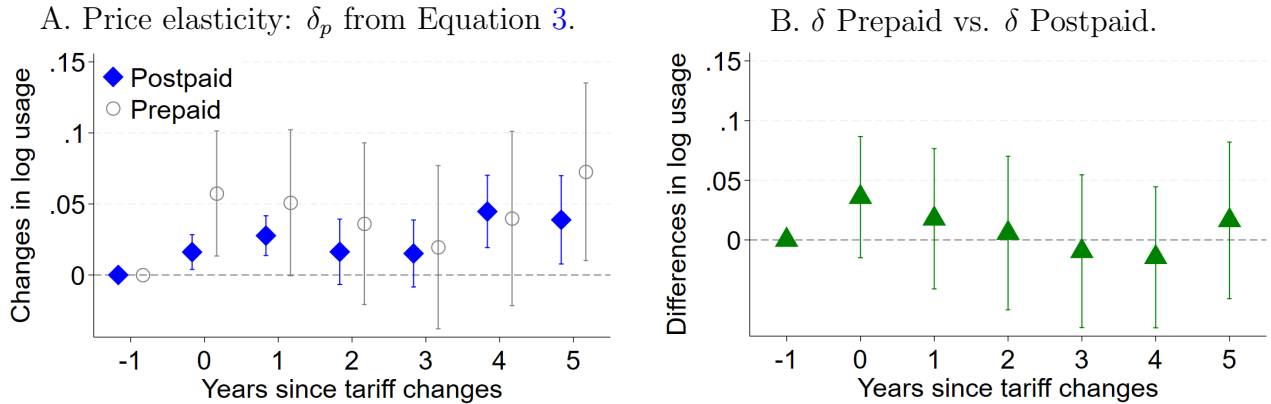 A. Price elasticity: δp from Equation 3.
Changes in log usage
.15
.1
.05
0
Postpaid
Prepaid
-1 0 1 2 3 4 5
Years since tariff changes
B. δ Prepaid vs. δ Postpaid.
Differences in log usage
.15
.1
.05
0
-1 0 1 2 3 4 5
Years since tariff changes